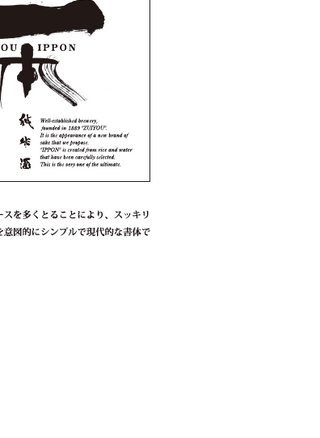 OU IPPON
純米酒
Well-established brewery,
founded in 1889 "ZUIYOU".
It is the appearance of a new brand of
sake that we propose.
"IPPON" is created from rice and water
that have been carefully selected.
This is the very one of the ultimate.
ースを多くとることにより、スッキリ
を意図的にシンプルで現代的な書体で